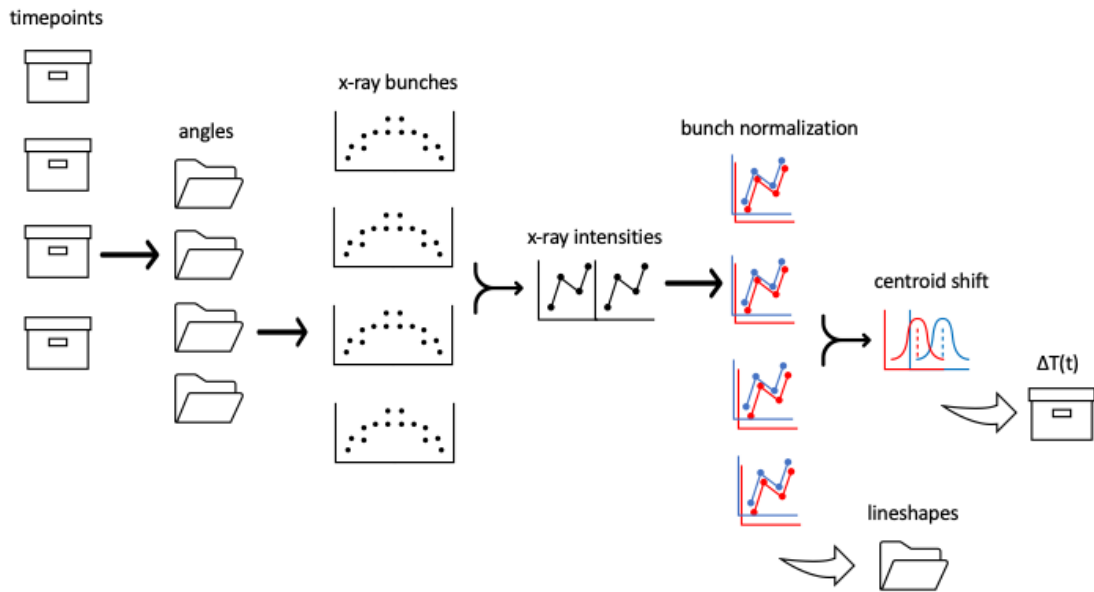 timepoints
angles
x-ray bunches
x-ray intensities
bunch normalization
centroid shift
ΔT(t)
lineshapes